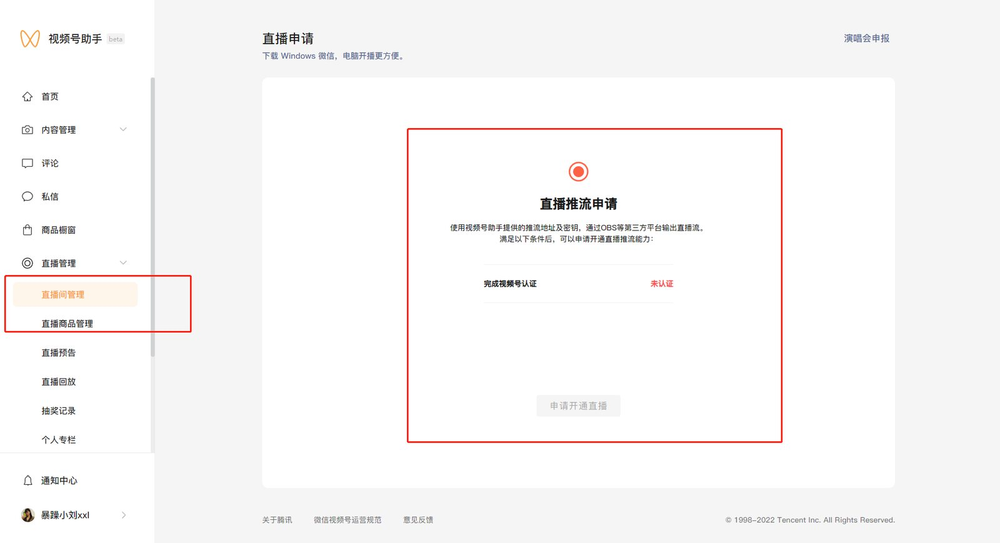 视频号助手 beta
首页
内容管理
评论
私信
商品橱窗
直播管理
直播间管理
直播商品管理
直播预告
直播回放
抽奖记录
个人专栏
通知中心
暴躁小刘xxl
直播申请
演唱会申报
下载 Windows 微信，电脑开播更方便。
直播推流申请
使用视频号助手提供的推流地址及密钥，通过OBS等第三方平台输出直播流。
满足以下条件后，可以申请开通直播推流能力：
完成视频号认证 未认证
申请开通直播
关于腾讯 微信视频号运营规范 意见反馈 © 1998-2022 Tencent Inc. All Rights Reserved.